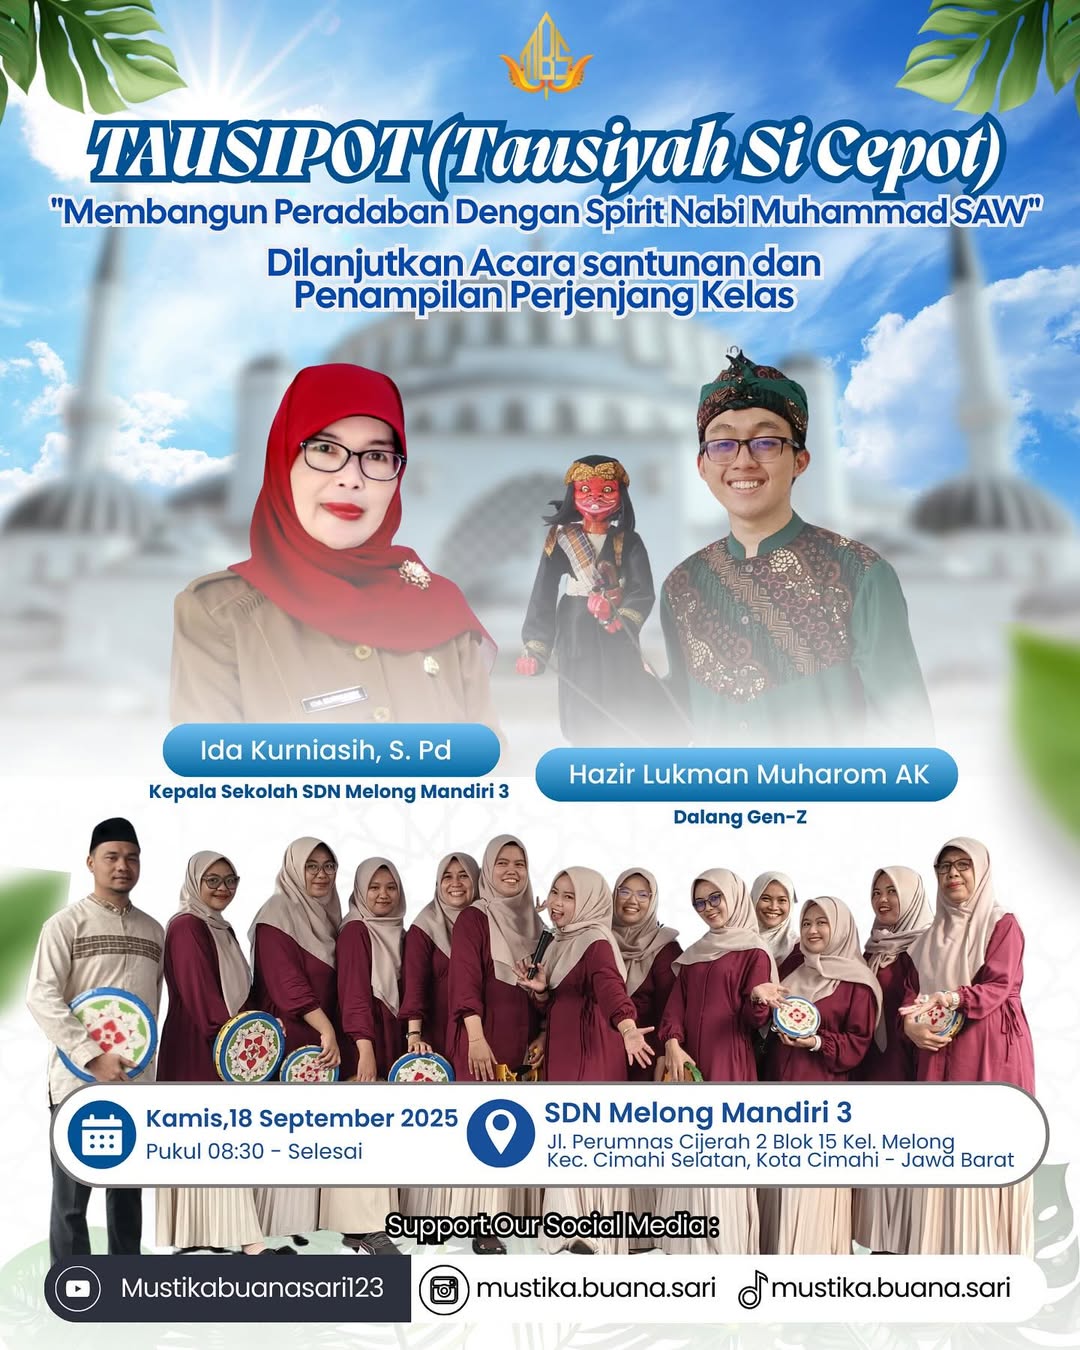 MBS
TAUSIPOT (Tausiyah Si Cepot)
"Membangun Peradaban Dengan Spirit Nabi Muhammad SAW"
Dilanjutkan Acara santunan dan
Penampilan Perjenjang Kelas
Ida Kurniasih, S. Pd
Kepala Sekolah SDN Melong Mandiri 3
Hazir Lukman Muharom AK
Dalang Gen-Z
Kamis,18 September 2025
Pukul 08:30 - Selesai
SDN Melong Mandiri 3
Jl. Perumnas Cijerah 2 Blok 15 Kel. Melong
Kec. Cimahi Selatan, Kota Cimahi - Jawa Barat
Support Our Social Media :
Mustikabuanasari123
mustika.buana.sari
mustika.buana.sari